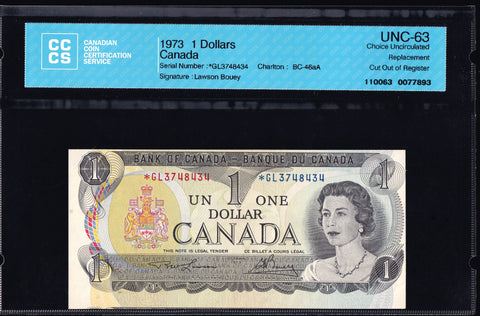 CC
CS
CANADIAN
COIN
CERTIFICATION
SERVICE
1973 1 Dollars
Canada
Serial Number : *GL3748434 Charlton : BC-46aA
Signature : Lawson Bouey
UNC-63
Choice Uncirculated
Replacement
Cut Out of Register
110063 0077893
BANK OF CANADA - BANQUE DU CANADA
1
1
*GL3748434
*GL3748434
UN 1 ONE
DOLLAR
CANADA
THIS NOTE IS LEGAL TENDER
CE BILLET A COURS LÉGAL
1
1